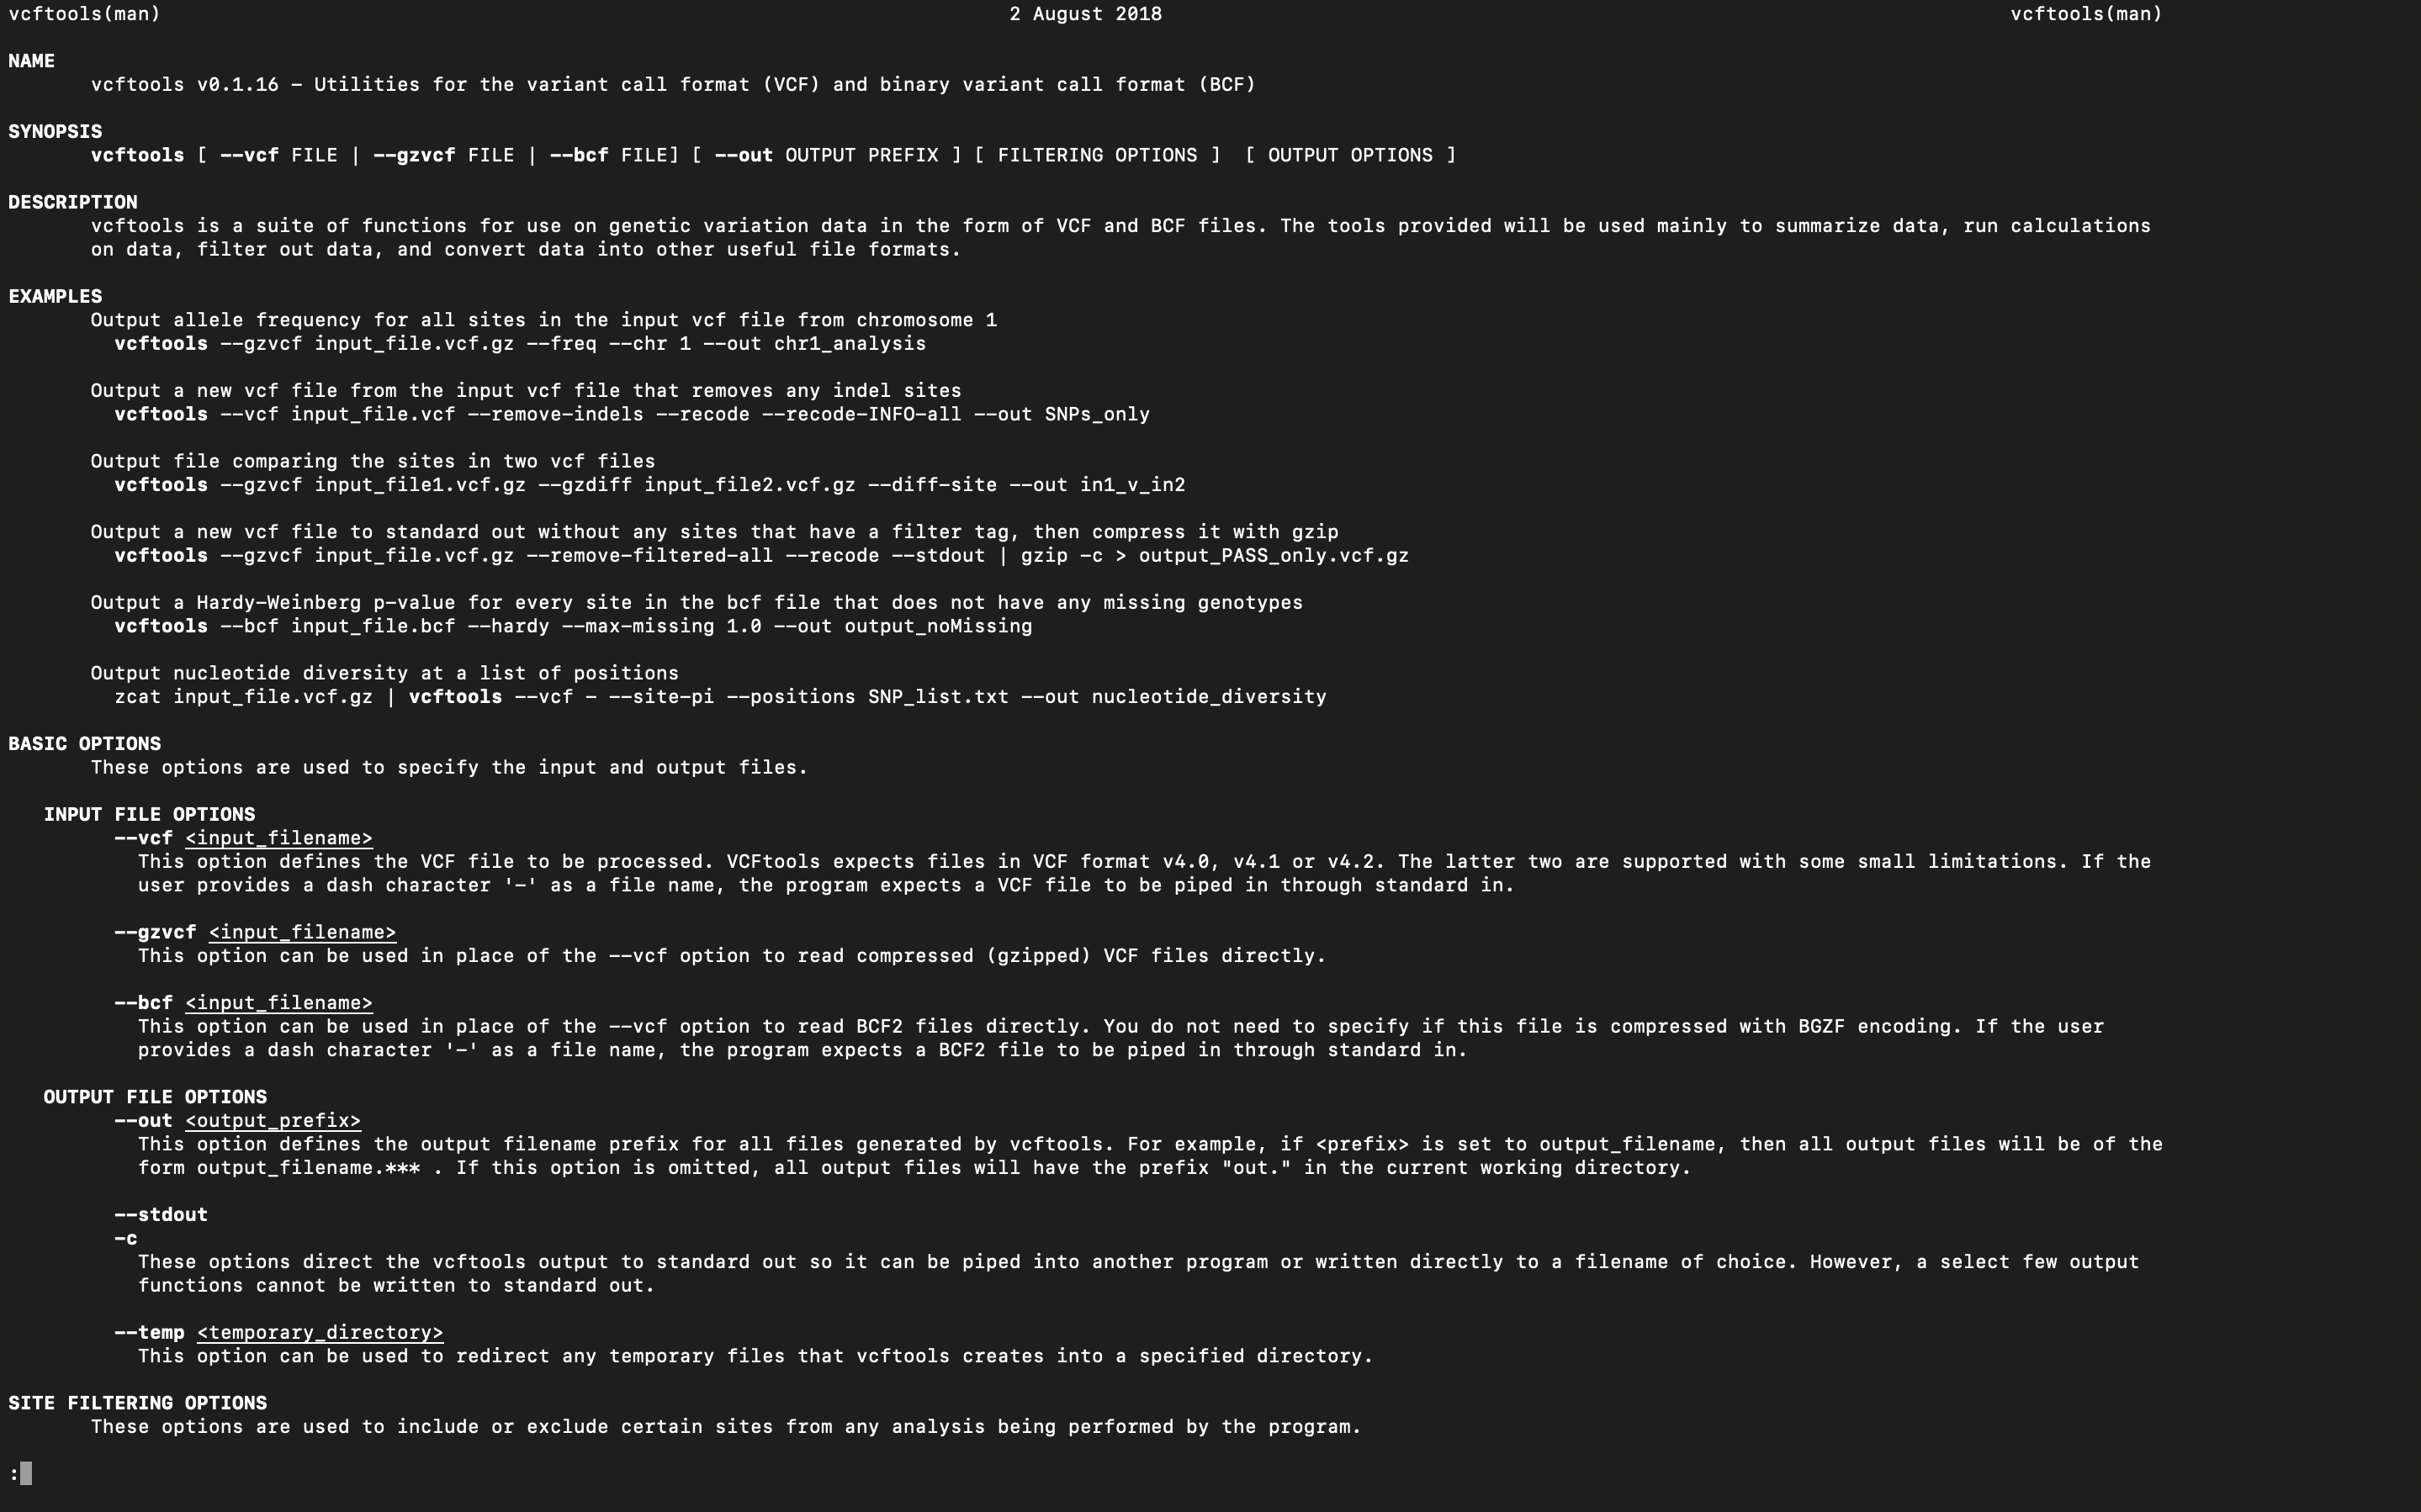 vcftools(man) 2 August 2018 vcftools(man)
NAME
vcftools v0.1.16 – Utilities for the variant call format (VCF) and binary variant call format (BCF)
SYNOPSIS
vcftools [ --vcf FILE | --gzvcf FILE | --bcf FILE] [ --out OUTPUT PREFIX ] [ FILTERING OPTIONS ]  [ OUTPUT OPTIONS ]
DESCRIPTION
vcftools is a suite of functions for use on genetic variation data in the form of VCF and BCF files. The tools provided will be used mainly to summarize data, run calculations
on data, filter out data, and convert data into other useful file formats.
EXAMPLES
Output allele frequency for all sites in the input vcf file from chromosome 1
vcftools --gzvcf input_file.vcf.gz --freq --chr 1 --out chr1_analysis
Output a new vcf file from the input vcf file that removes any indel sites
vcftools --vcf input_file.vcf --remove-indels --recode --recode-INFO-all --out SNPs_only
Output file comparing the sites in two vcf files
vcftools --gzvcf input_file1.vcf.gz --gzdiff input_file2.vcf.gz --diff-site --out in1_v_in2
Output a new vcf file to standard out without any sites that have a filter tag, then compress it with gzip
vcftools --gzvcf input_file.vcf.gz --remove-filtered-all --recode --stdout | gzip -c > output_PASS_only.vcf.gz
Output a Hardy-Weinberg p-value for every site in the bcf file that does not have any missing genotypes
vcftools --bcf input_file.bcf --hardy --max-missing 1.0 --out output_noMissing
Output nucleotide diversity at a list of positions
zcat input_file.vcf.gz | vcftools --vcf - --site-pi --positions SNP_list.txt --out nucleotide_diversity
BASIC OPTIONS
These options are used to specify the input and output files.
INPUT FILE OPTIONS
--vcf <input_filename>
This option defines the VCF file to be processed. VCFtools expects files in VCF format v4.0, v4.1 or v4.2. The latter two are supported with some small limitations. If the
user provides a dash character '-' as a file name, the program expects a VCF file to be piped in through standard in.
--gzvcf <input_filename>
This option can be used in place of the --vcf option to read compressed (gzipped) VCF files directly.
--bcf <input_filename>
This option can be used in place of the --vcf option to read BCF2 files directly. You do not need to specify if this file is compressed with BGZF encoding. If the user
provides a dash character '-' as a file name, the program expects a BCF2 file to be piped in through standard in.
OUTPUT FILE OPTIONS
--out <output_prefix>
This option defines the output filename prefix for all files generated by vcftools. For example, if <prefix> is set to output_filename, then all output files will be of the
form output_filename.*** . If this option is omitted, all output files will have the prefix "out." in the current working directory.
--stdout
-c
These options direct the vcftools output to standard out so it can be piped into another program or written directly to a filename of choice. However, a select few output
functions cannot be written to standard out.
--temp <temporary_directory>
This option can be used to redirect any temporary files that vcftools creates into a specified directory.
SITE FILTERING OPTIONS
These options are used to include or exclude certain sites from any analysis being performed by the program.
: